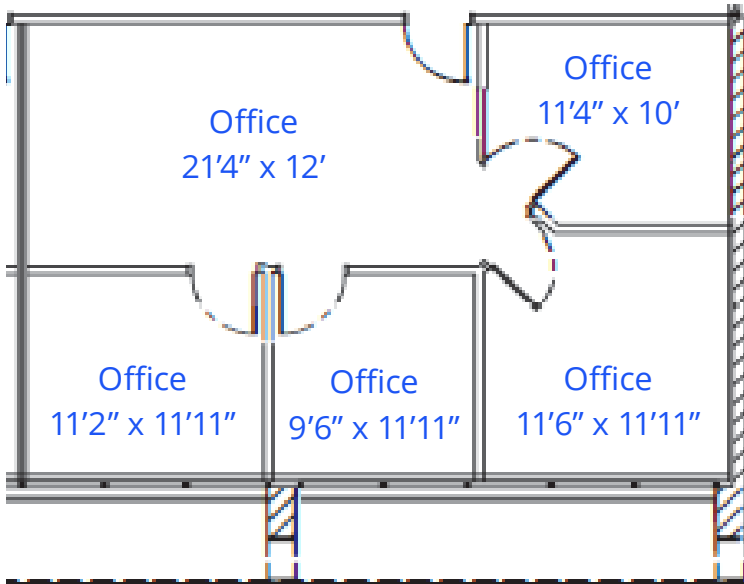 Office
11’4” x 10’
Office
21’4” x 12’
Office
11’2” x 11’11”
Office
9’6” x 11’11”
Office
11’6” x 11’11”